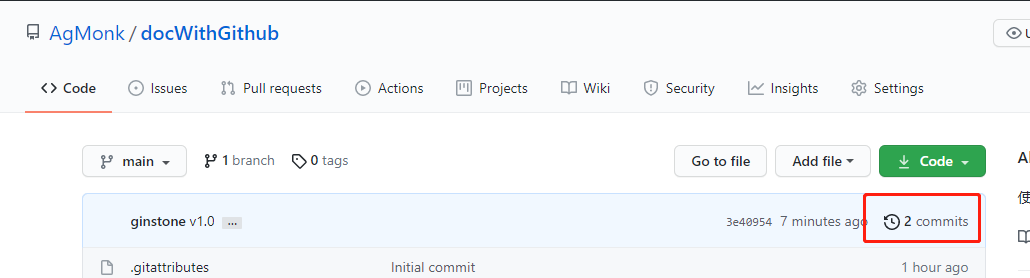 AgMonk / docWithGithub
Code Issues Pull requests Actions Projects Wiki Security Insights Settings
main 1 branch 0 tags Go to file Add file Code
ginstone v1.0 ... 3e40954 7 minutes ago 2 commits
使
.gitattributes Initial commit 1 hour ago